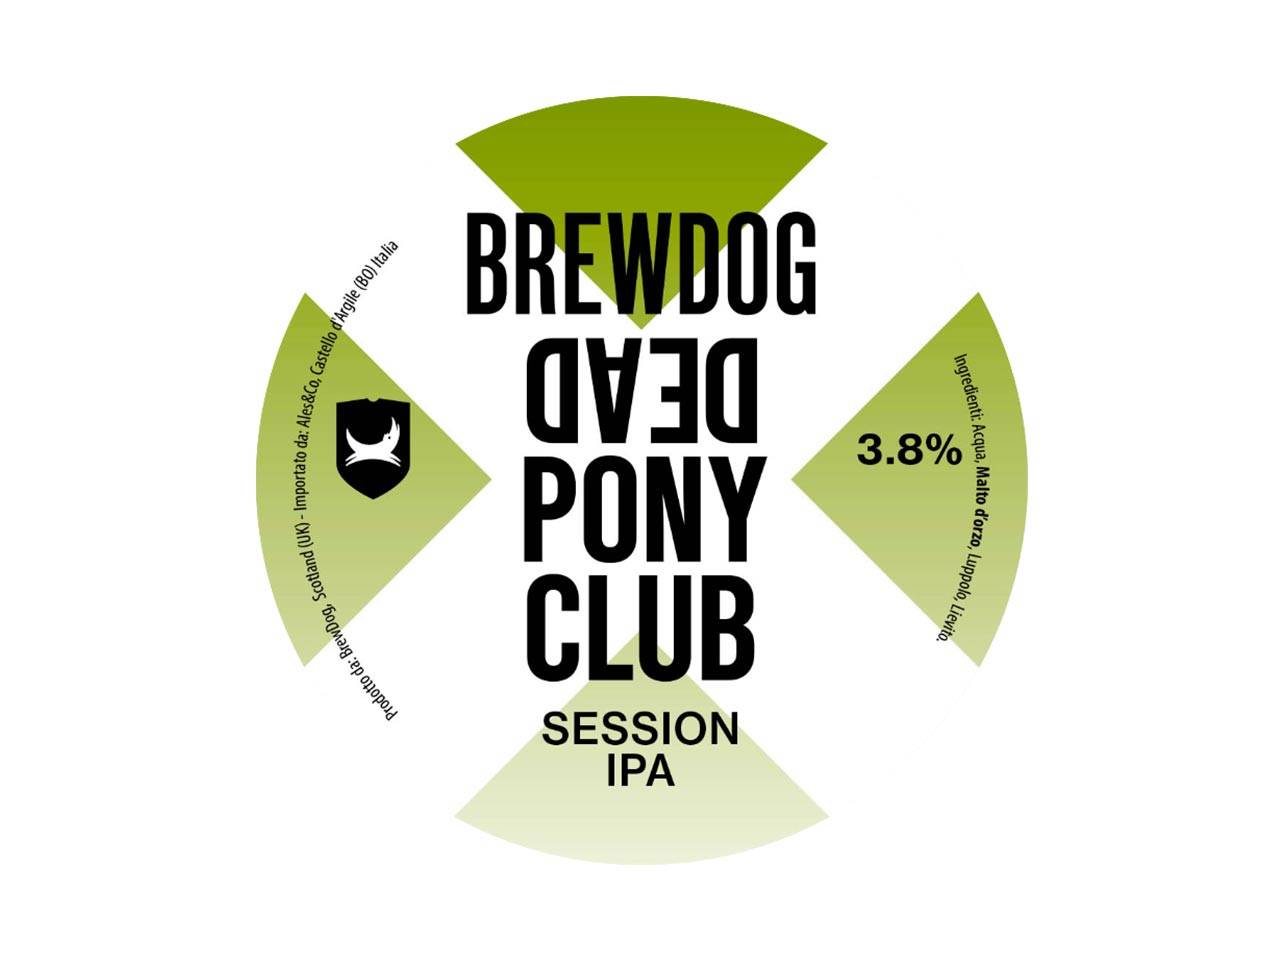 BREWDOG
DEAD
PONY
CLUB
SESSION
IPA
Prodotto da: BrewDog, Scotland (UK) - Importato da: Ales&Co, Castello d'Argile (BO) Italia
3.8%
Ingredienti: Acqua, Malto d'orzo, Luppolo, Lievito.